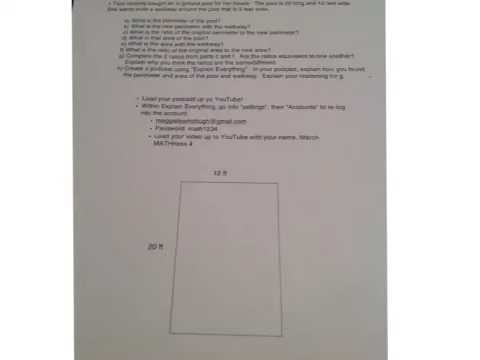 Tara recently bought an in ground pool for her house. The pool is 20 long and 12 feet wide.
She wants build a walkway around the pool that is 3 feet wide.
a) What is the perimeter of the pool?
b) What is the new perimeter with the walkway?
c) What is the ratio of the original perimeter to the new perimeter?
d) What is that area of the pool?
e) What is the area with the walkway?
f) What is the ratio of the original area to the new area?
g) Complete the 2 ratios from parts c and f. Are the ratios equivalent to one another?
Explain why you think the ratios are the same/different.
h) Create a podcast using "Explain Everything". In your podcast, explain how you found
the perimeter and area of the pool and walkway. Explain your reasoning for g.
• Load your podcast up to YouTube!
• Within Explain Everything, go into "settings", then "Accounts" to re-log
into the account:
• @gmail.com
• Password: math1234
• Load your video up to YouTube with your name, March
MATHness 4
12 ft
20 ft